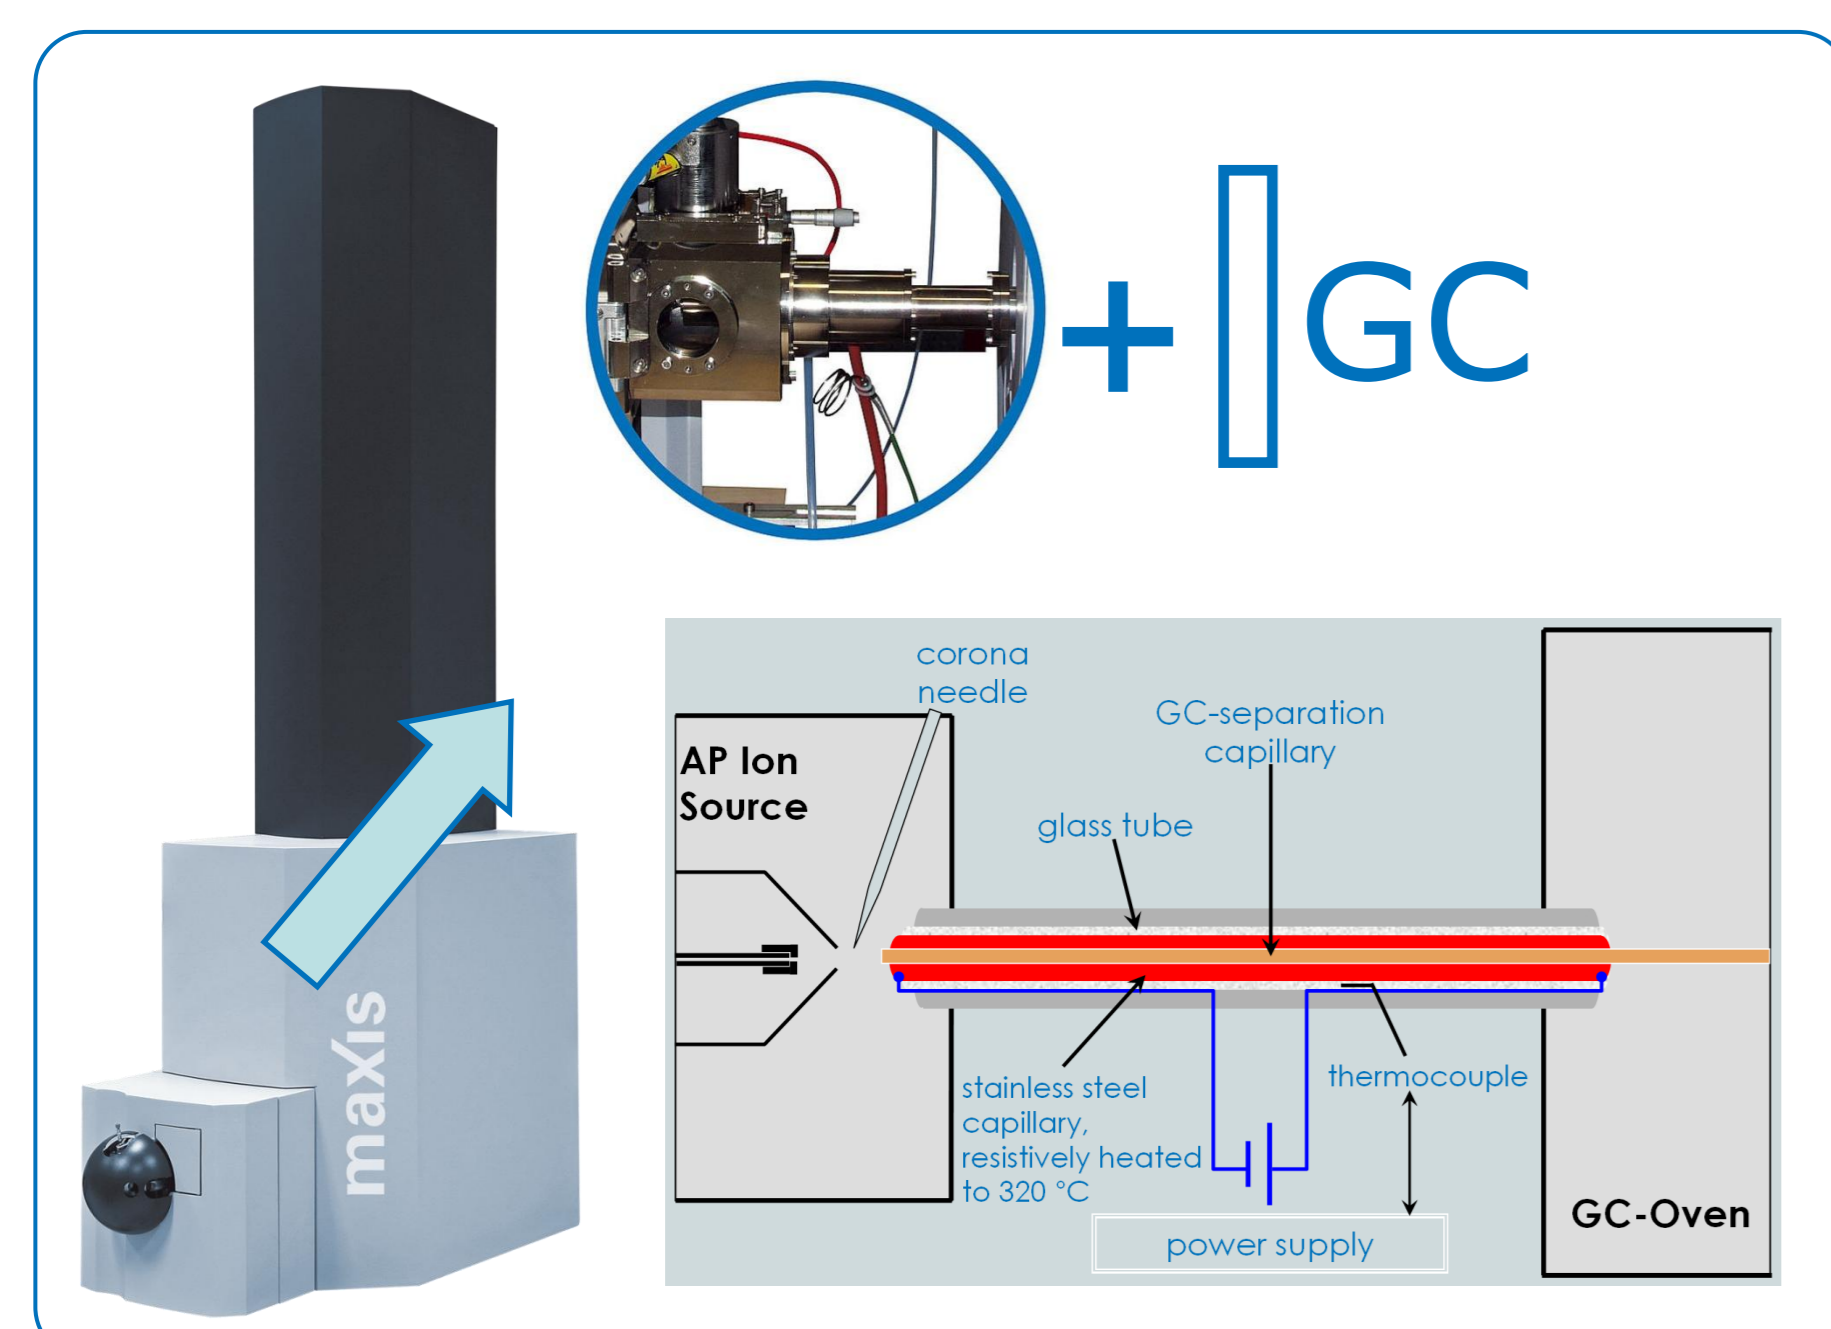 + GC
maxis
corona
needle
GC-separation
capillary
AP Ion
Source
glass tube
stainless steel
capillary,
resistively heated
to 320 °C
thermocouple
power supply
GC-Oven